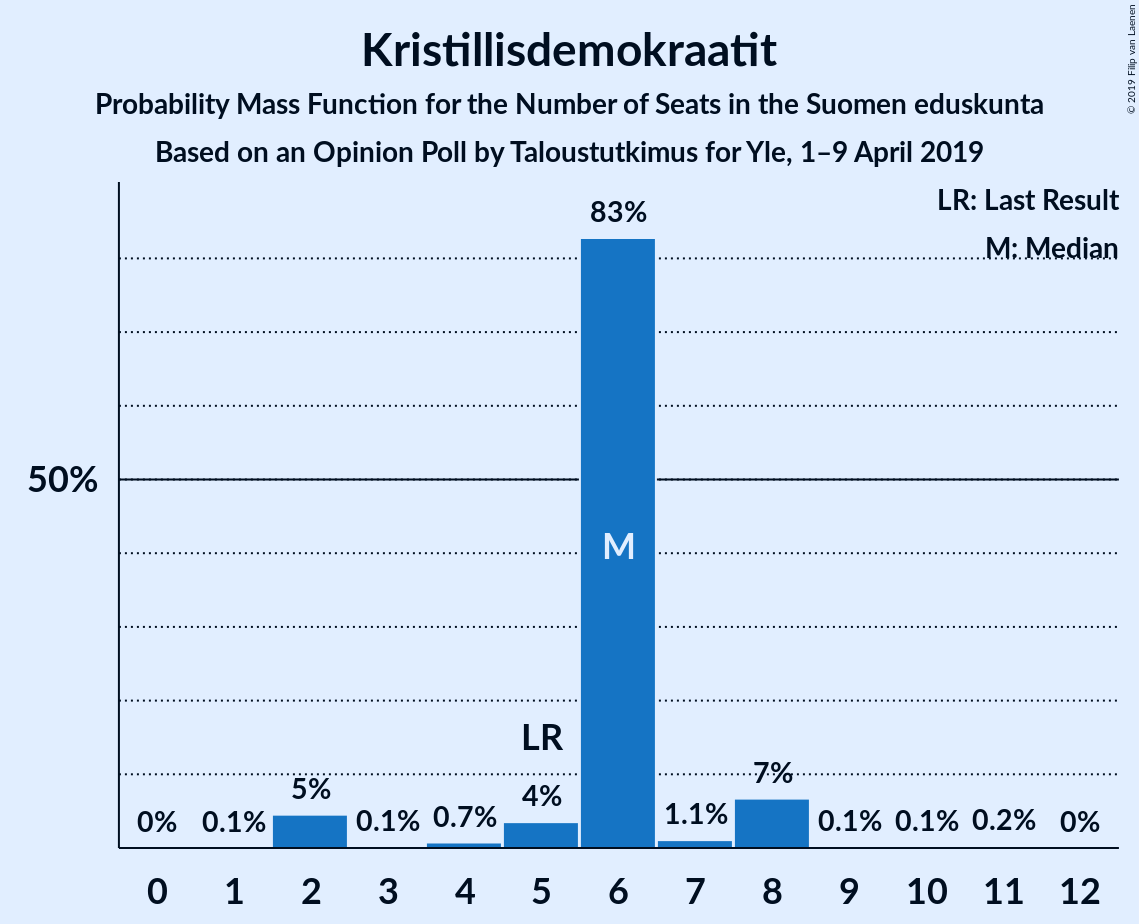 Kristillisdemokraatit
Probability Mass Function for the Number of Seats in the Suomen eduskunta
Based on an Opinion Poll by Taloustutkimus for Yle, 1–9 April 2019
© 2019 Filip van Laenen
LR: Last Result
M: Median
83%
50%
M
LR
0%
0.1%
5%
0.1%
0.7%
4%
1.1%
7%
0.1%
0.1%
0.2%
0%
0 1 2 3 4 5 6 7 8 9 10 11 12